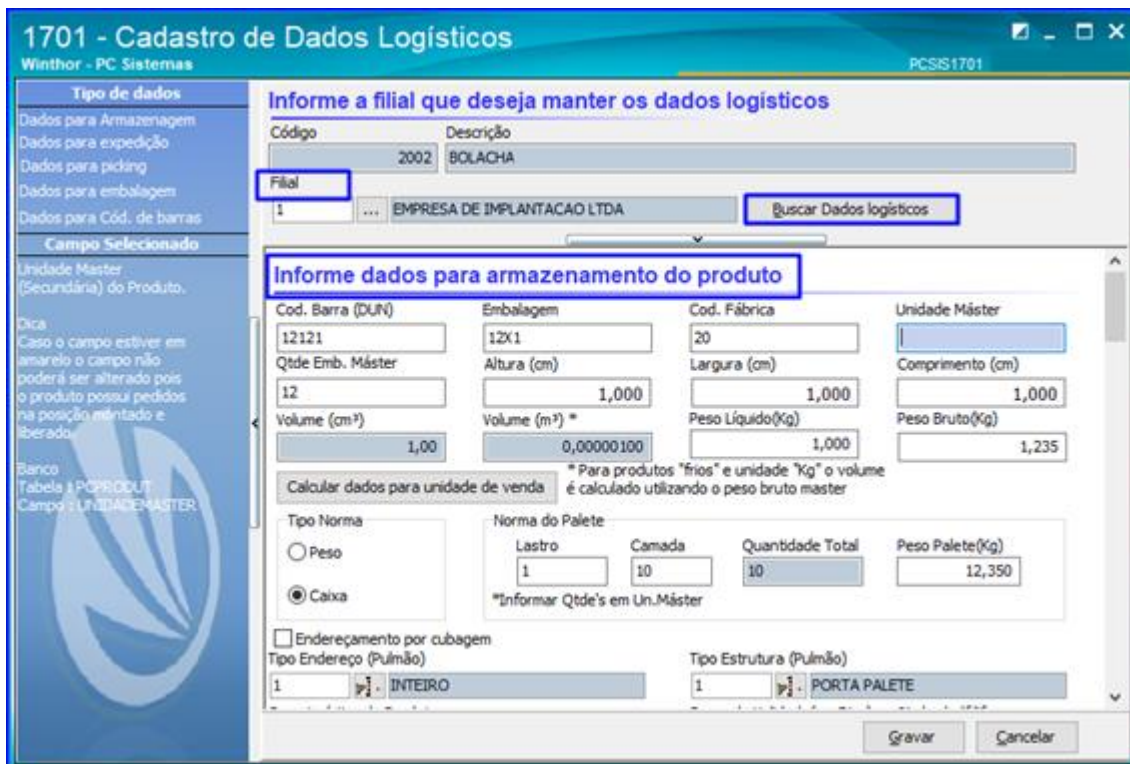 1701 - Cadastro de Dados Logísticos
Winthor - PC Sistemas
PCSIS1701
Tipo de dados
Dados para Armazenagem
Dados para expedição
Dados para picking
Dados para embalagem
Dados para Cód. de barras
Campo Selecionado
Unidade Master
(Secundária) do Produto.
Dica
Caso o campo estiver em
amarelo o campo não
poderá ser alterado pois
o produto possui pedidos
na posição montado e
liberado.
Banco
Tabela : PCPRODUT
Campo : UNIDADEMASTER
Informe a filial que deseja manter os dados logísticos
Código Descrição
2002 BOLACHA
Filial
1 ... EMPRESA DE IMPLANTACAO LTDA Buscar Dados logísticos
Informe dados para armazenamento do produto
Cod. Barra (DUN) Embalagem Cod. Fábrica Unidade Máster
12121 12X1 20
Qtde Emb. Máster Altura (cm) Largura (cm) Comprimento (cm)
12 1,000 1,000 1,000
Volume (cm³) Volume (m³) * Peso Líquido(Kg) Peso Bruto(Kg)
1,00 0,00000100 1,000 1,235
Calcular dados para unidade de venda
* Para produtos "frios" e unidade "Kg" o volume
é calculado utilizando o peso bruto master
Tipo Norma
Peso
Caixa
Norma do Palete
Lastro Camada Quantidade Total Peso Palete(Kg)
1 10 10 12,350
*Informar Qtde's em Un.Máster
Endereçamento por cubagem
Tipo Endereço (Pulmão) Tipo Estrutura (Pulmão)
1 INTEIRO 1 PORTA PALETE
Gravar Cancelar